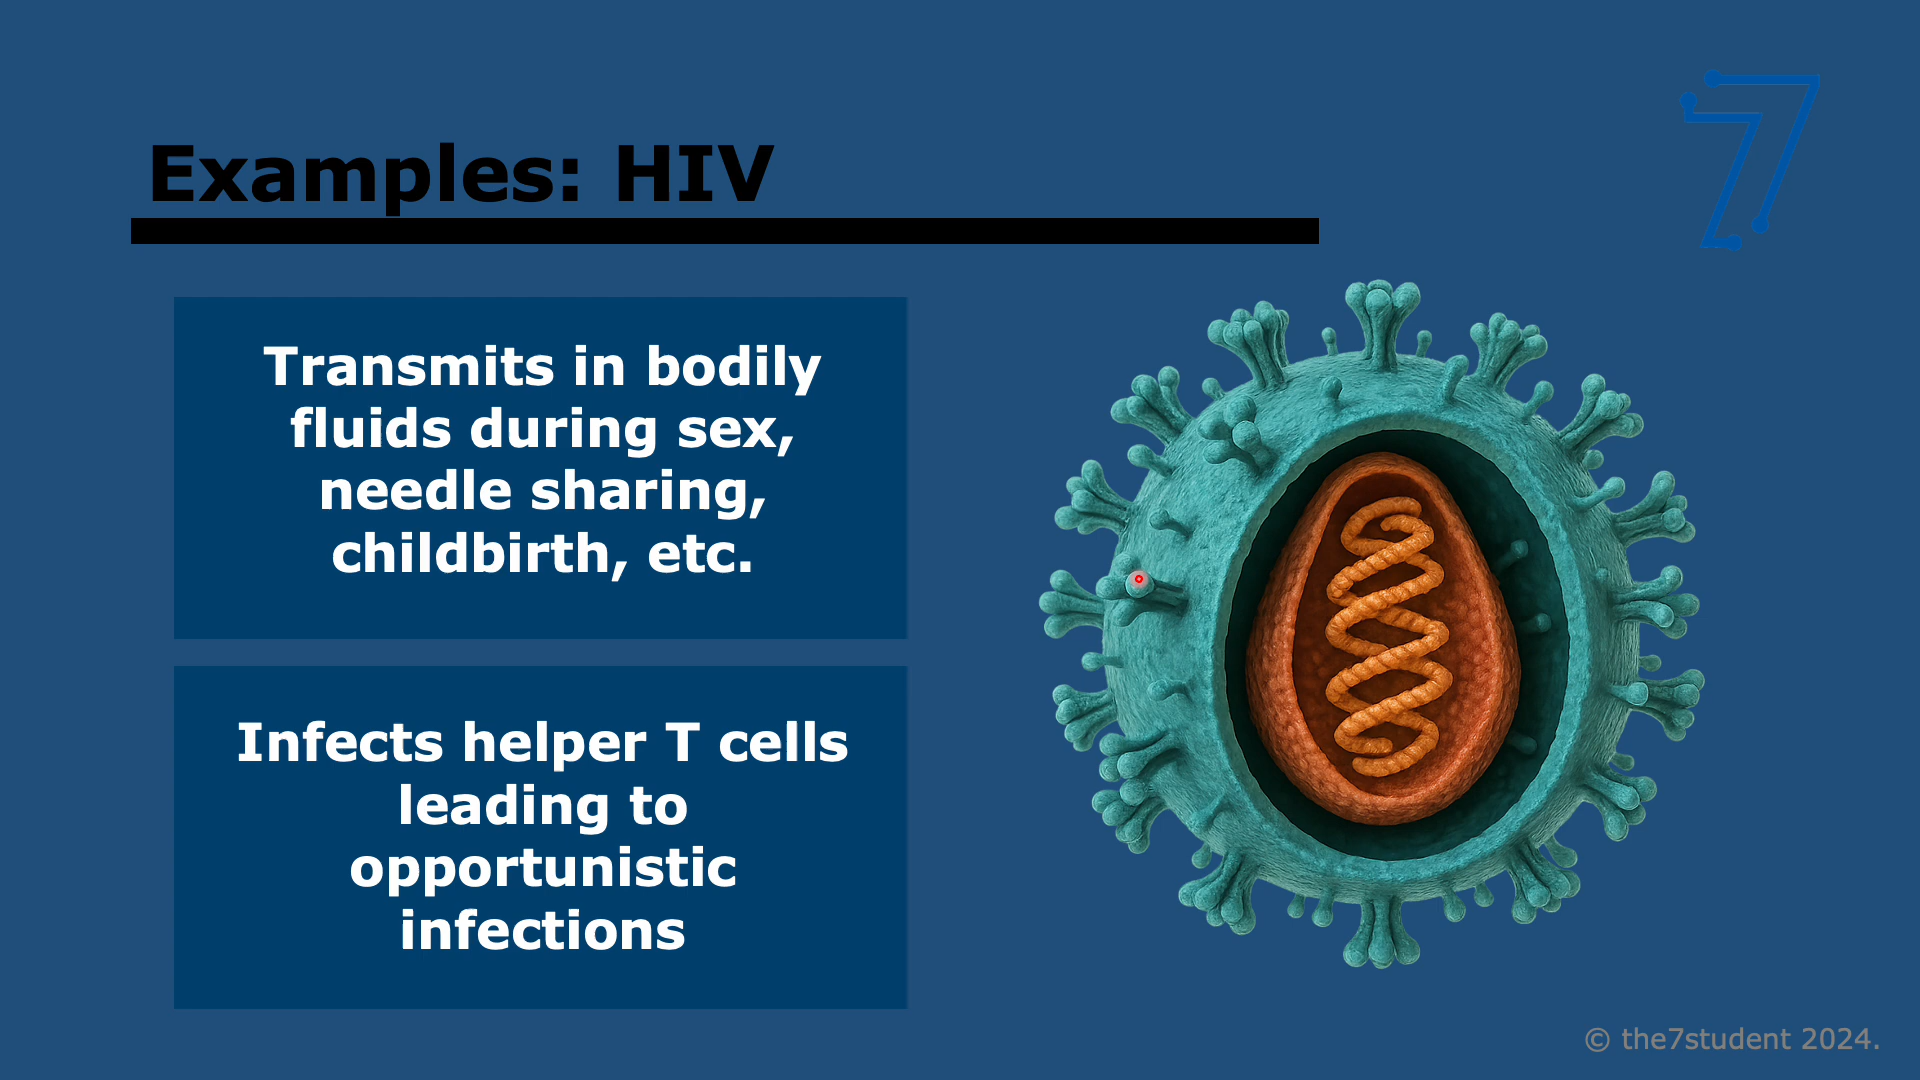 Examples: HIV
Transmits in bodily
fluids during sex,
needle sharing,
childbirth, etc.
Infects helper T cells
leading to
opportunistic
infections
© the7student 2024.